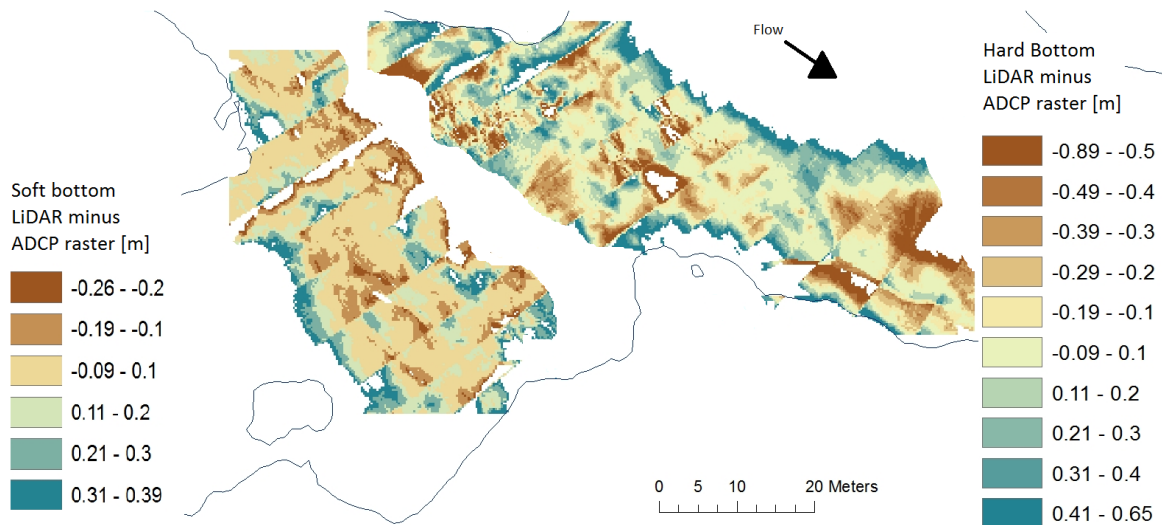 Flow
Soft bottom
LiDAR minus
ADCP raster [m]
-0.26 - -0.2
-0.19 - -0.1
-0.09 - 0.1
0.11 - 0.2
0.21 - 0.3
0.31 - 0.39
Hard Bottom
LiDAR minus
ADCP raster [m]
-0.89 - -0.5
-0.49 - -0.4
-0.39 - -0.3
-0.29 - -0.2
-0.19 - -0.1
-0.09 - 0.1
0.11 - 0.2
0.21 - 0.3
0.31 - 0.4
0.41 - 0.65
0 5 10 20 Meters